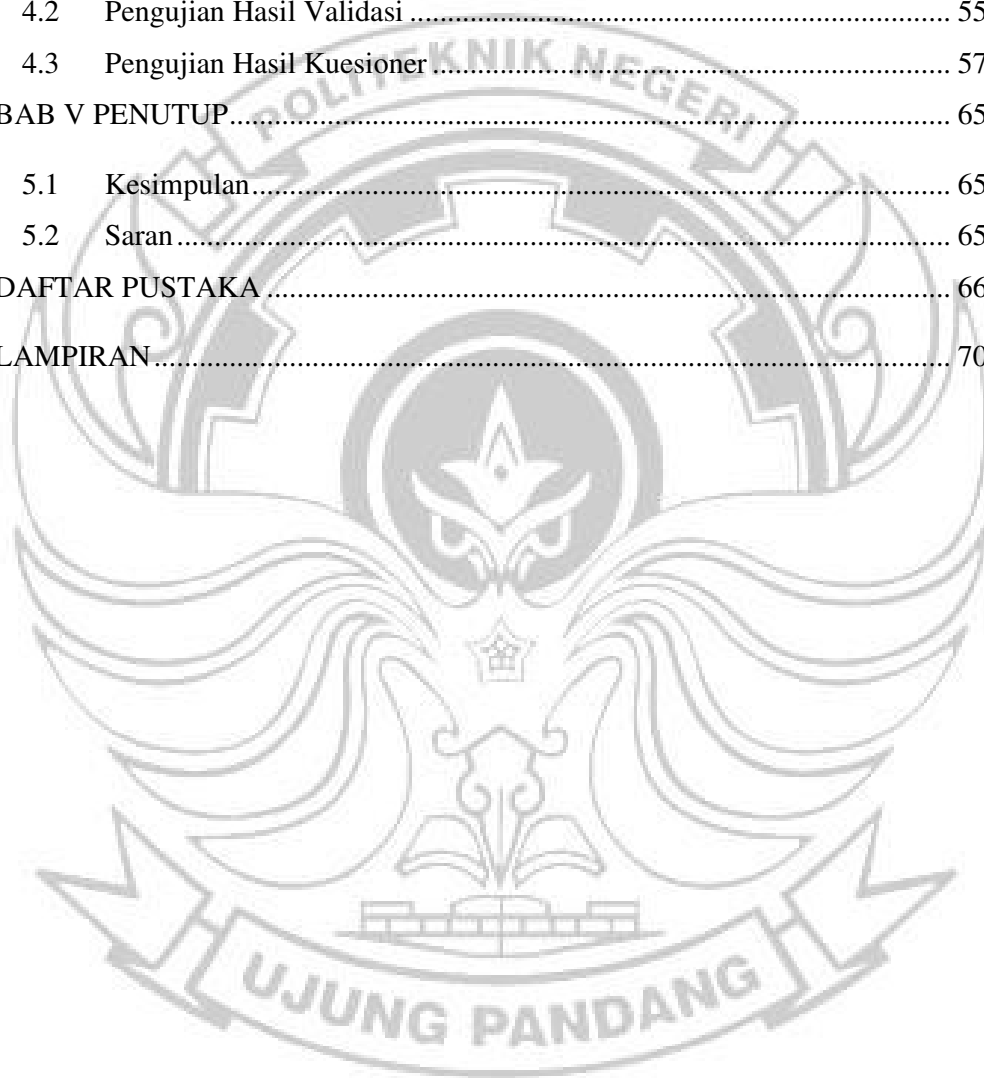 4.2 Pengujian Hasil Validasi ........................................................................ 55
4.3 Pengujian Hasil Kuesioner ..................................................................... 57
BAB V PENUTUP ............................................................................................ 65
5.1 Kesimpulan ............................................................................................ 65
5.2 Saran ...................................................................................................... 65
DAFTAR PUSTAKA ....................................................................................... 66
LAMPIRAN ...................................................................................................... 70
POLITEKNIK NEGERI
UJUNG PANDANG